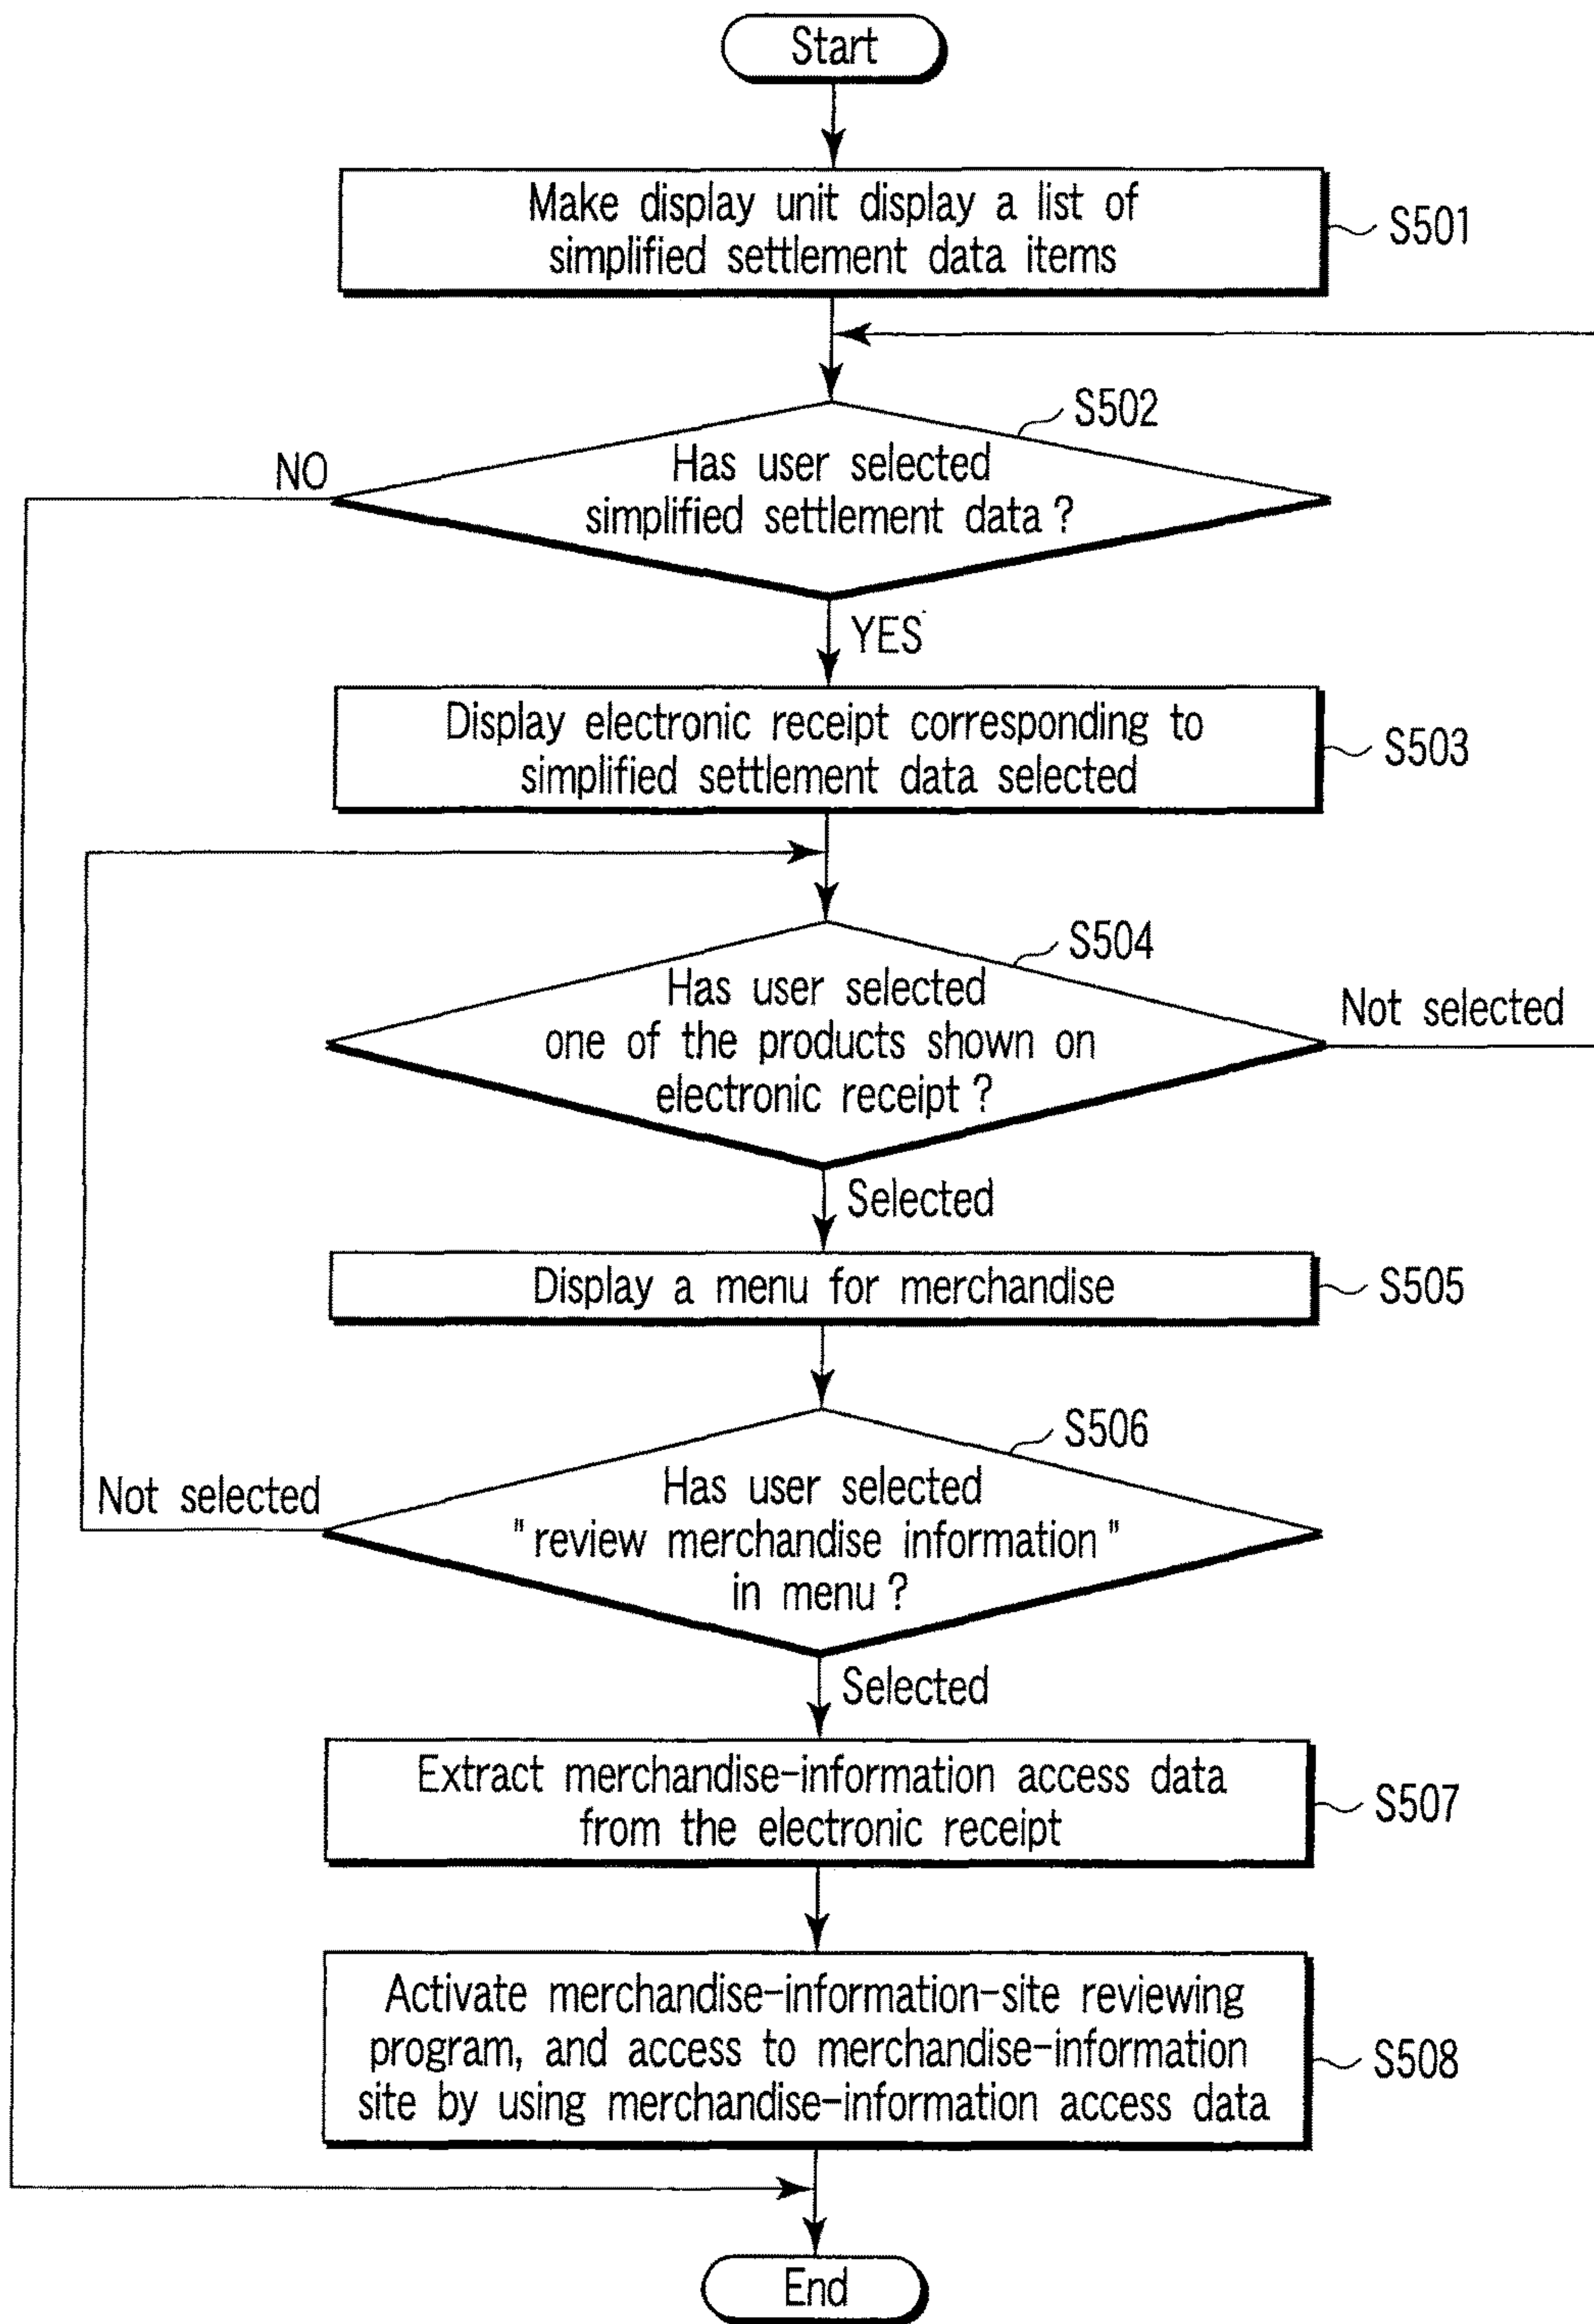 Start
Make display unit display a list of
simplified settlement data items
S501
S502
Has user selected
simplified settlement data ?
NO
YES
Display electronic receipt corresponding to
simplified settlement data selected
S503
S504
Has user selected
one of the products shown on
electronic receipt ?
Not selected
Selected
Display a menu for merchandise
S505
S506
Has user selected
"review merchandise information"
in menu ?
Not selected
Selected
Extract merchandise-information access data
from the electronic receipt
S507
Activate merchandise-information-site reviewing
program, and access to merchandise-information
site by using merchandise-information access data
S508
End